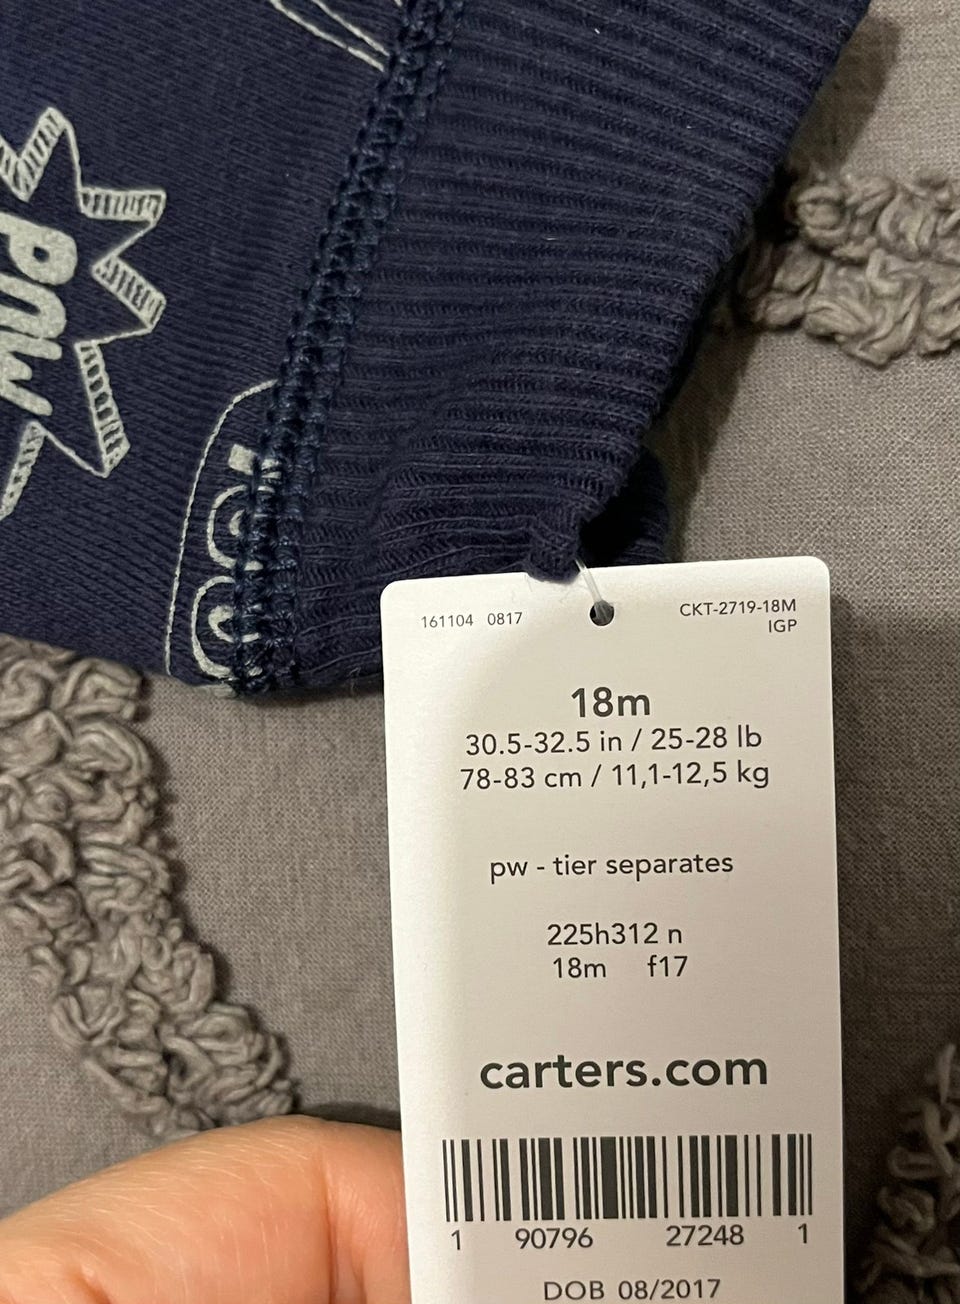 POW
161104 0817
CKT-2719-18M
IGP
18m
30.5-32.5 in / 25-28 lb
78-83 cm / 11,1-12,5 kg
pw - tier separates
225h312 n
18m f17
carters.com
1 90796 27248 1
DOB 08/2017